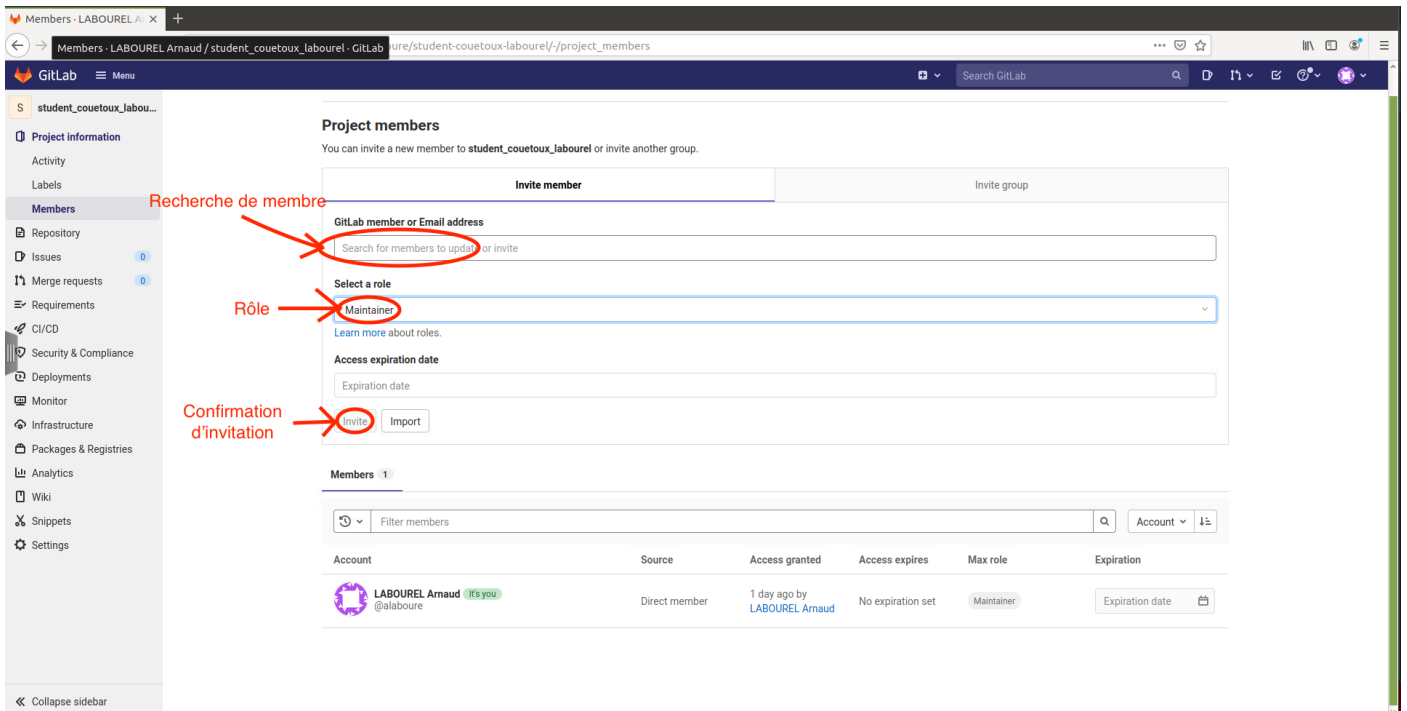 Members · LABOUREL A
Members · LABOUREL Arnaud / student_couetoux_labourel · GitLab
ure/student-couetoux-labourel/-/project_members
GitLab Menu
Search GitLab
S student_couetoux_labou...
Project information
Activity
Labels
Members
Repository
Issues 0
Merge requests 0
Requirements
CI/CD
Security & Compliance
Deployments
Monitor
Infrastructure
Packages & Registries
Analytics
Wiki
Snippets
Settings
Collapse sidebar
Project members
You can invite a new member to student_couetoux_labourel or invite another group.
Invite member Invite group
Recherche de membre
GitLab member or Email address
Search for members to update or invite
Select a role
Rôle
Maintainer
Learn more about roles.
Access expiration date
Expiration date
Confirmation
d'invitation
Invite Import
Members 1
Filter members
Account
Account Source Access granted Access expires Max role Expiration
LABOUREL Arnaud It's you
@alaboure
Direct member
1 day ago by
LABOUREL Arnaud
No expiration set
Maintainer
Expiration date